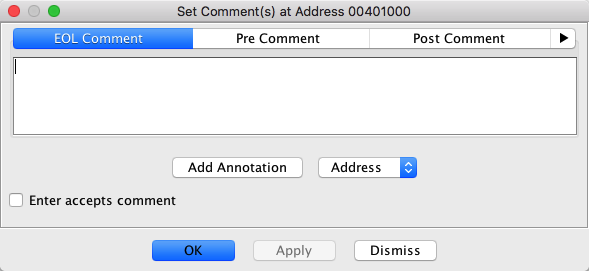 Set Comment(s) at Address 00401000
EOL Comment Pre Comment Post Comment
Add Annotation Address
Enter accepts comment
OK Apply Dismiss